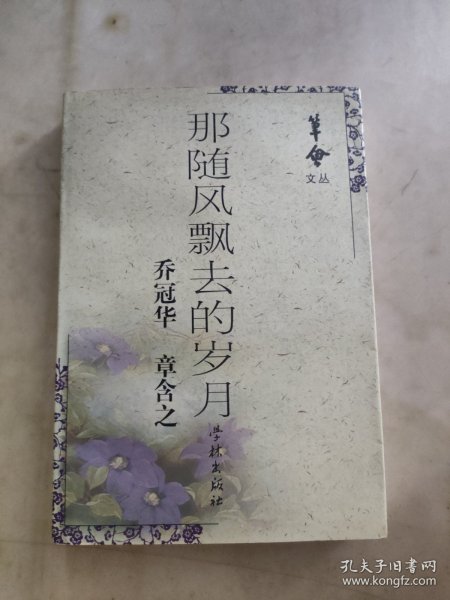 笔会
文丛
那随风飘去的岁月
乔冠华 章含之
学林出版社
孔夫子旧书网
www.kongfz.com